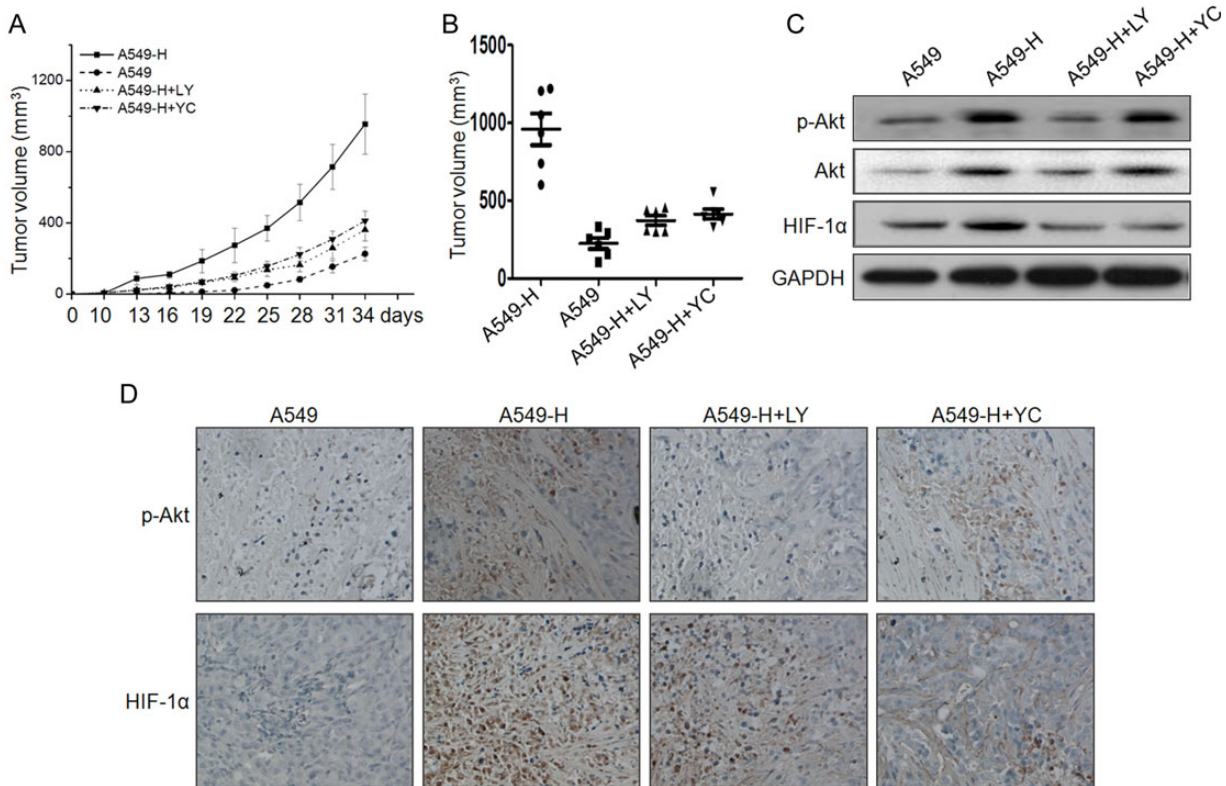 A
A549-H
A549
A549-H+LY
A549-H+YC
Tumor volume (mm³)
1200
800
400
0
0 10 13 16 19 22 25 28 31 34 days
B
Tumor volume (mm³)
1500
1000
500
0
A549-H
A549
A549-H+LY
A549-H+YC
C
A549 A549-H A549-H+LY A549-H+YC
p-Akt
Akt
HIF-1α
GAPDH
D
A549 A549-H A549-H+LY A549-H+YC
p-Akt
HIF-1α